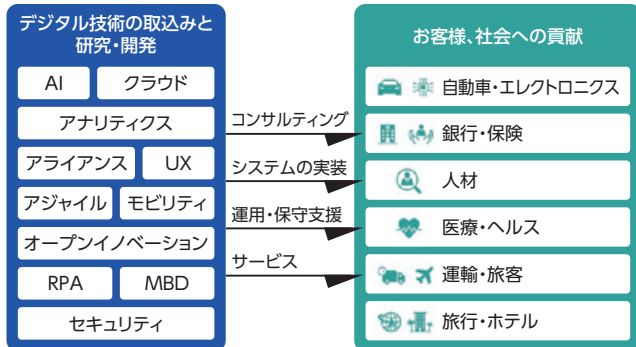 デジタル技術の取込みと
研究・開発
AI
クラウド
アナリティクス
アライアンス
UX
アジャイル
モビリティ
オープンイノベーション
RPA
MBD
セキュリティ
コンサルティング
システムの実装
運用・保守支援
サービス
お客様、社会への貢献
自動車・エレクトロニクス
銀行・保険
人材
医療・ヘルス
運輸・旅客
旅行・ホテル